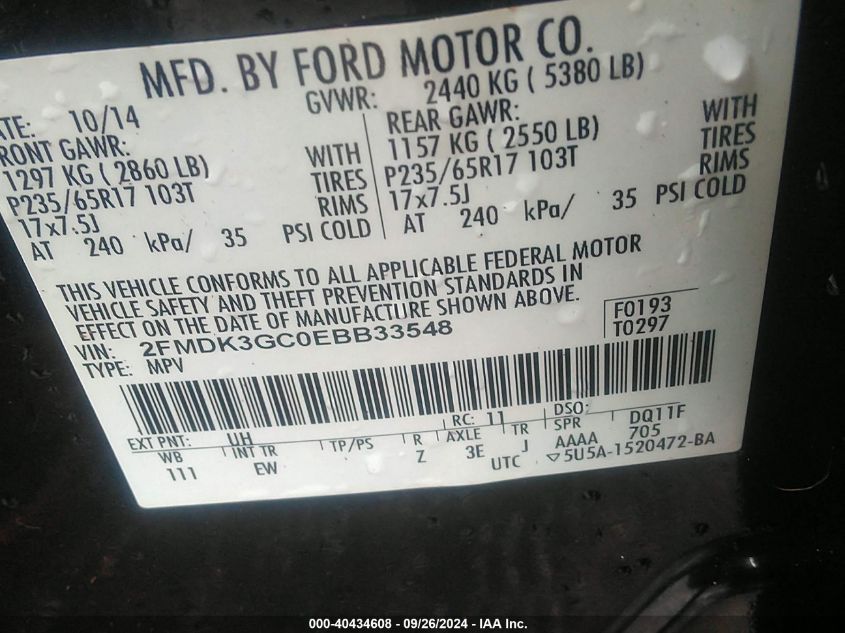 MFD. BY FORD MOTOR CO.
ATE: 10/14
GVWR: 2440 KG ( 5380 LB)
RONT GAWR:
1297 KG ( 2860 LB) WITH
P235/65R17 103T TIRES
17x7.5J RIMS
AT 240 kPa/ 35 PSI COLD
REAR GAWR:
1157 KG ( 2550 LB) WITH
P235/65R17 103T TIRES
17x7.5J RIMS
AT 240 kPa/ 35 PSI COLD
THIS VEHICLE CONFORMS TO ALL APPLICABLE FEDERAL MOTOR
VEHICLE SAFETY AND THEFT PREVENTION STANDARDS IN
EFFECT ON THE DATE OF MANUFACTURE SHOWN ABOVE.
VIN: 2FMDK3GC0EBB33548
TYPE: MPV
F0193
T0297
EXT PNT: UH RC: 11 DSO:
WB INT TR TP/PS R AXLE TR SPR DQ11F
111 EW Z 3E J AAAA 705
UTC ▽5U5A-1520472-BA
000-40434608 - 09/26/2024 - IAA Inc.